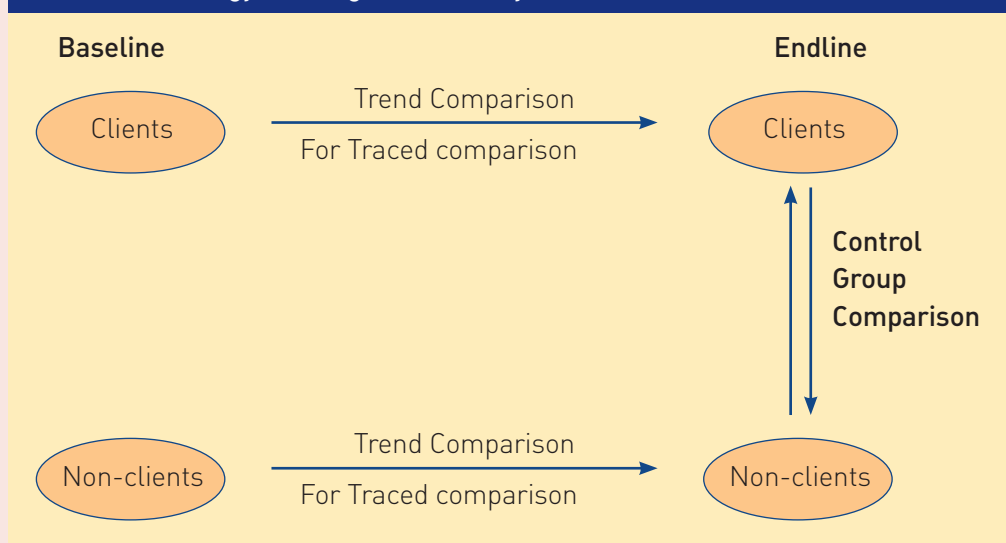 Baseline Endline
Clients
Trend Comparison
For Traced comparison
Clients
Control
Group
Comparison
Non-clients
Trend Comparison
For Traced comparison
Non-clients